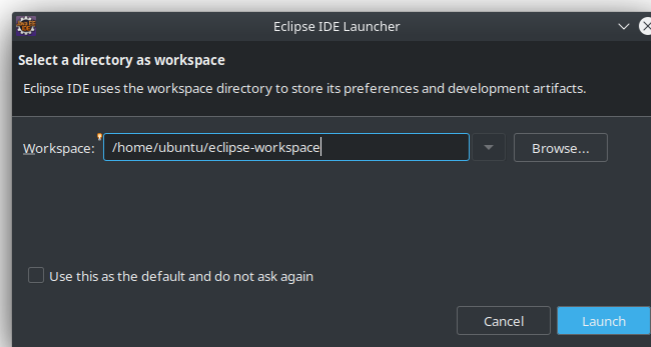 Eclipse IDE Launcher
Select a directory as workspace
Eclipse IDE uses the workspace directory to store its preferences and development artifacts.
Workspace: /home/ubuntu/eclipse-workspace Browse...
Use this as the default and do not ask again
Cancel Launch